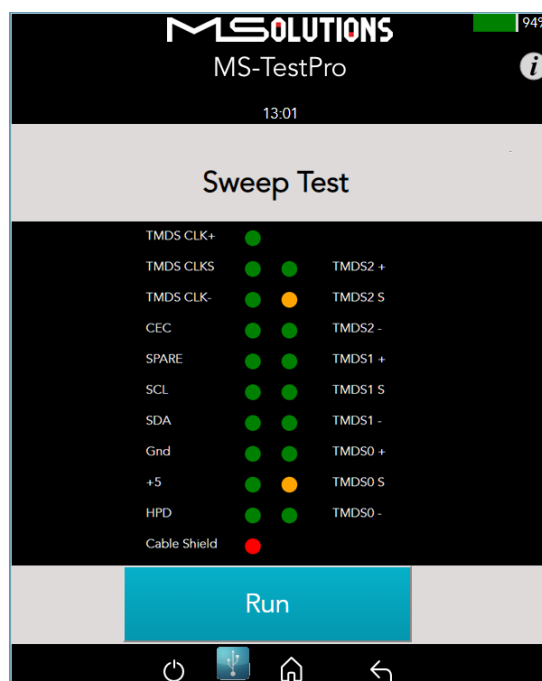 MSOLUTIONS
94%
MS-TestPro
i
13:01
Sweep Test
TMDS CLK+
TMDS CLKS TMDS2 +
TMDS CLK- TMDS2 S
CEC TMDS2 -
SPARE TMDS1 +
SCL TMDS1 S
SDA TMDS1 -
Gnd TMDS0 +
+5 TMDS0 S
HPD TMDS0 -
Cable Shield
Run